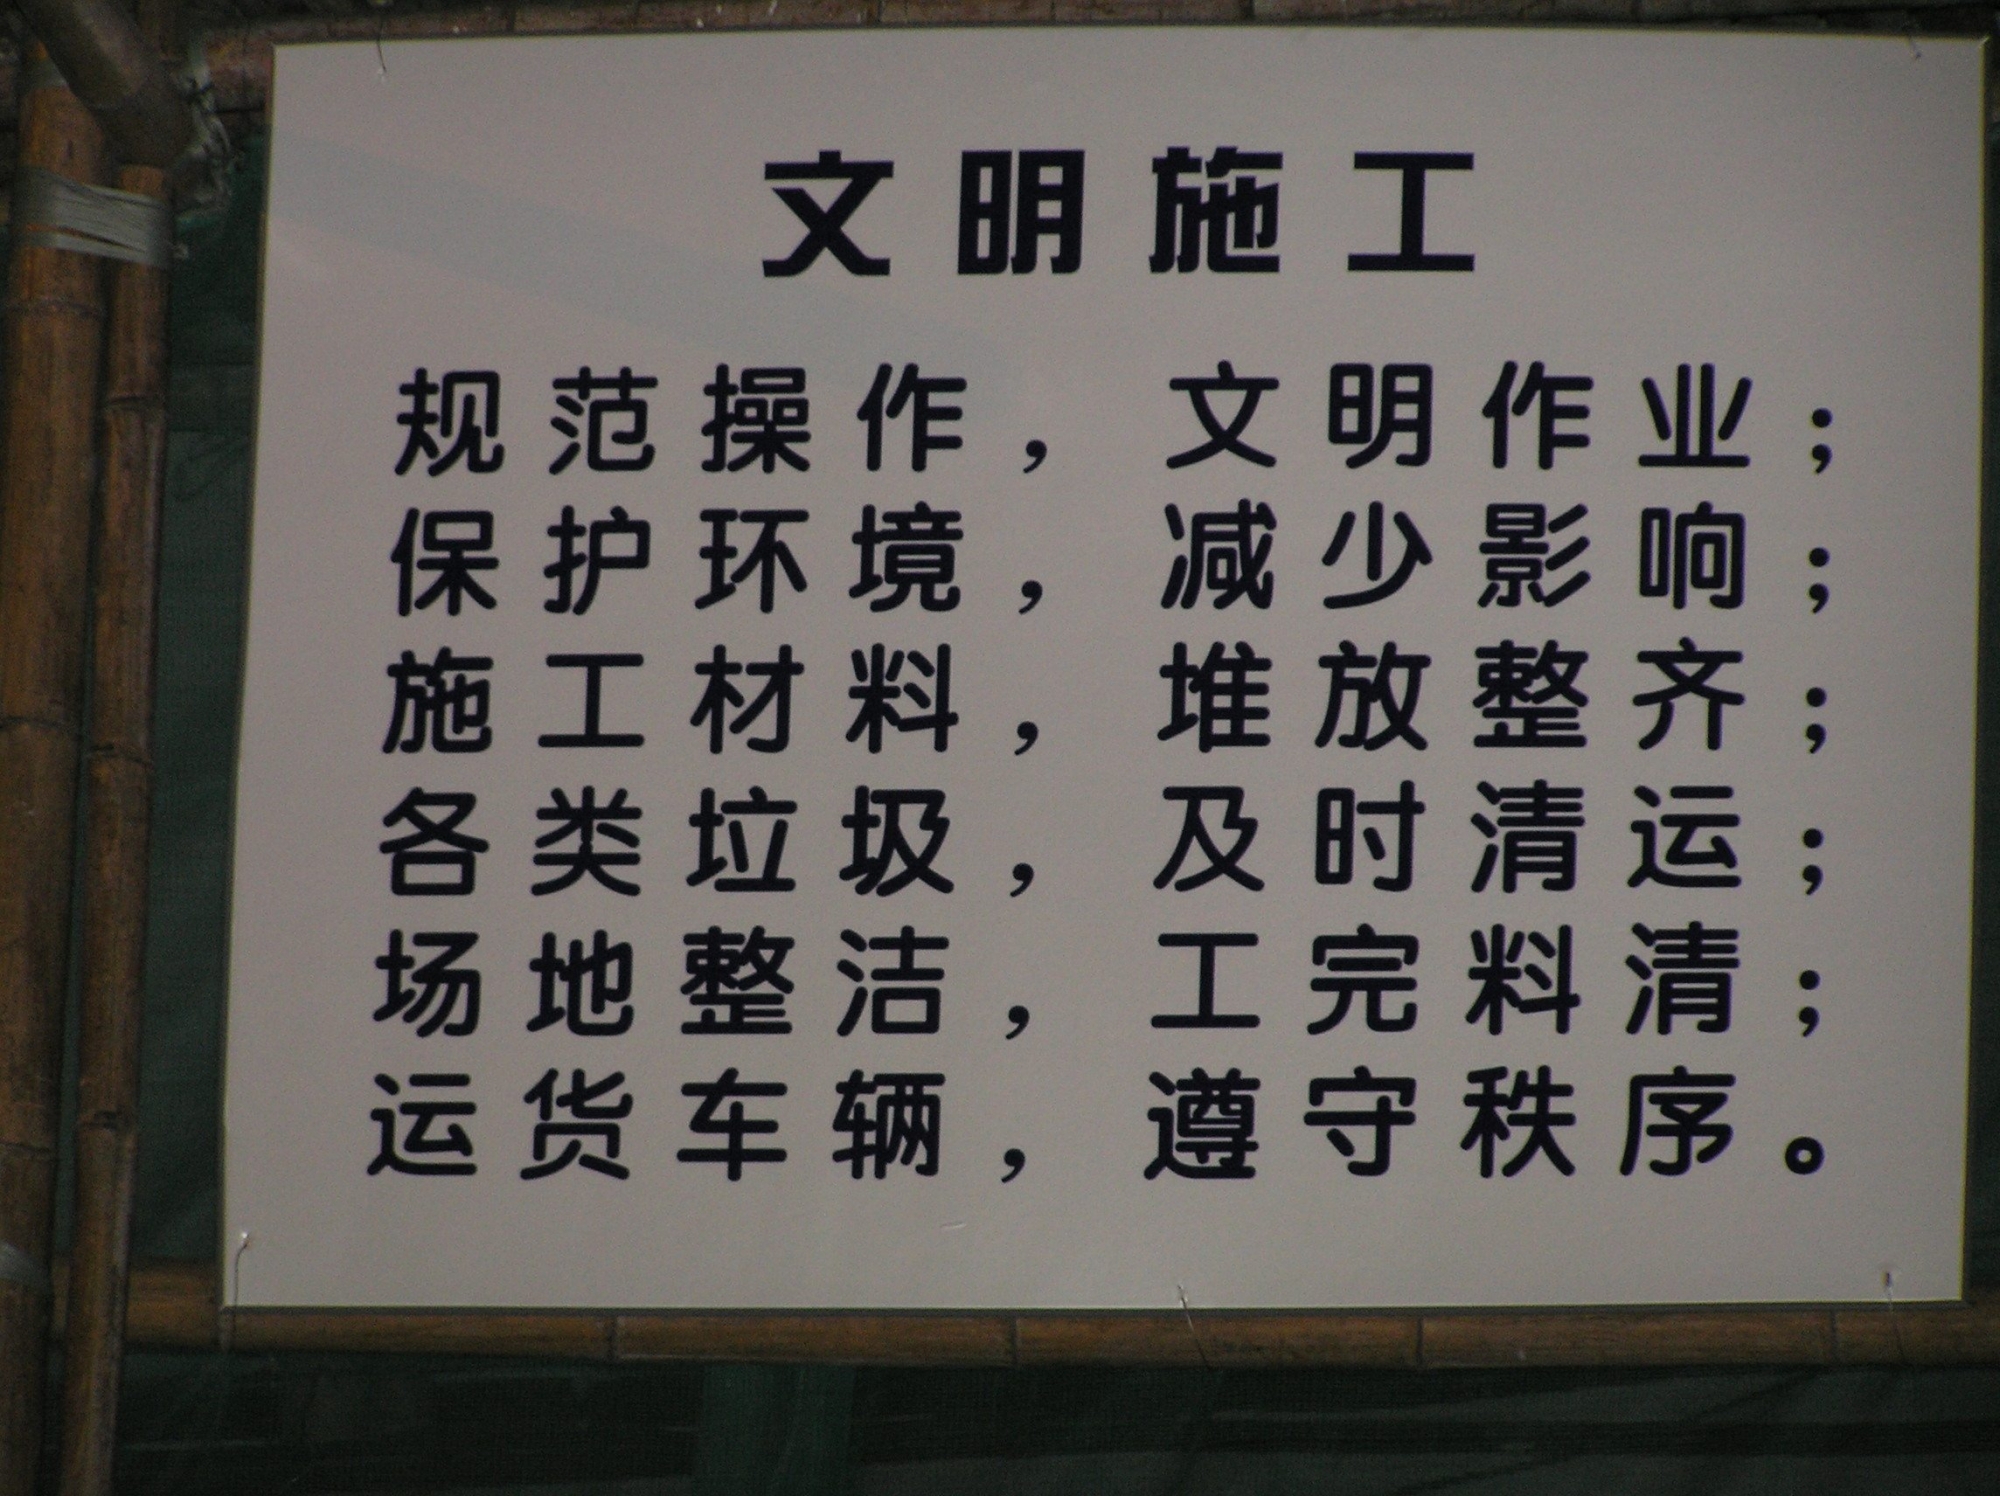 文明施工
规范操作，文明作业；
保护环境，减少影响；
施工材料，堆放整齐；
各类垃圾，及时清运；
场地整洁，工完料清；
运货车辆，遵守秩序。